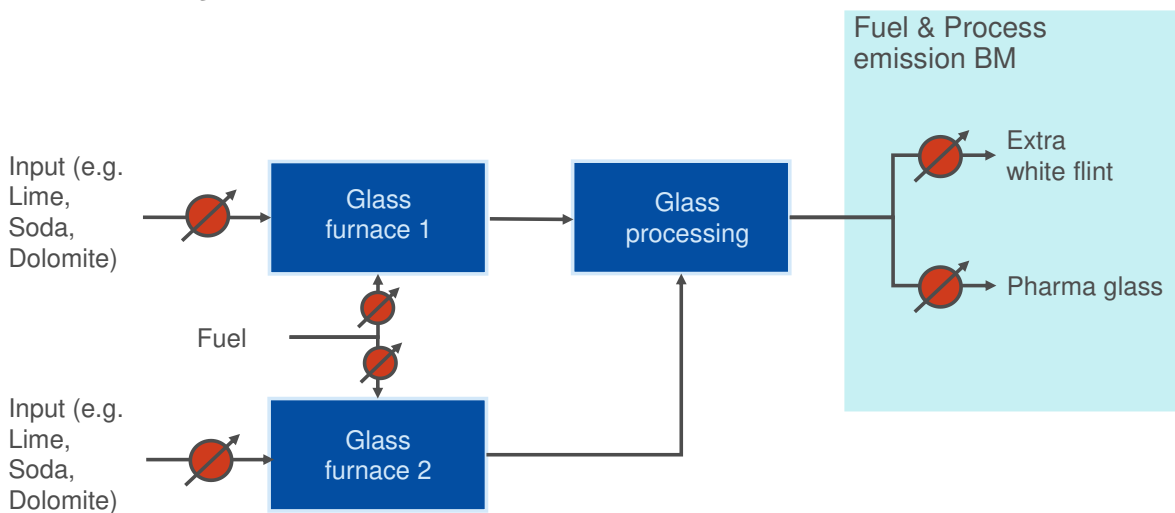 Fuel & Process
emission BM
Input (e.g.
Lime,
Soda,
Dolomite)
Glass
furnace 1
Glass
processing
Extra
white flint
Pharma glass
Fuel
Input (e.g.
Lime,
Soda,
Dolomite)
Glass
furnace 2